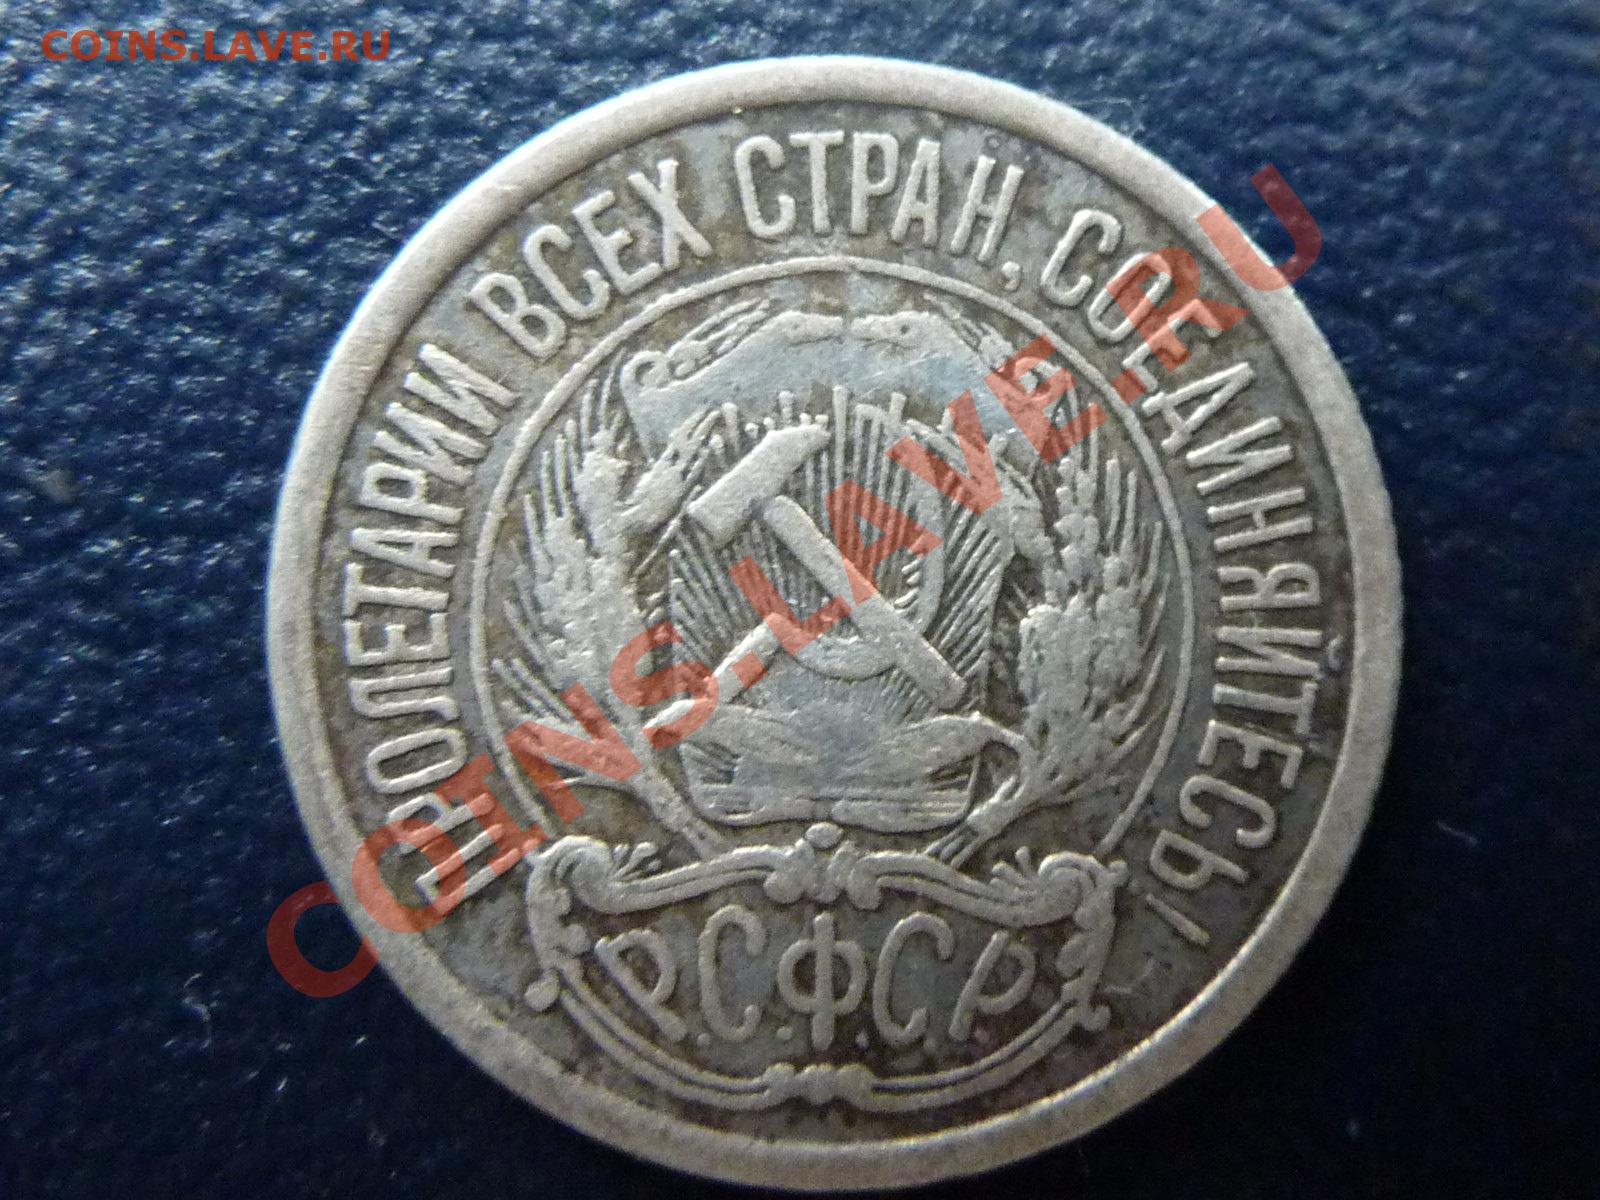 COINS.LAVE.RU
ПРОЛЕТАРИИ ВСЕХ СТРАН, СОЕДИНЯЙТЕСЬ!
Р.С.Ф.С.Р.
COINS.LAVE.RU